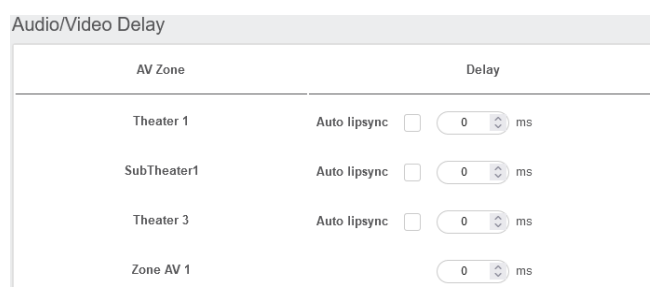 Audio/Video Delay
AV Zone Delay
Theater 1 Auto lipsync 0 ms
SubTheater1 Auto lipsync 0 ms
Theater 3 Auto lipsync 0 ms
Zone AV 1 0 ms